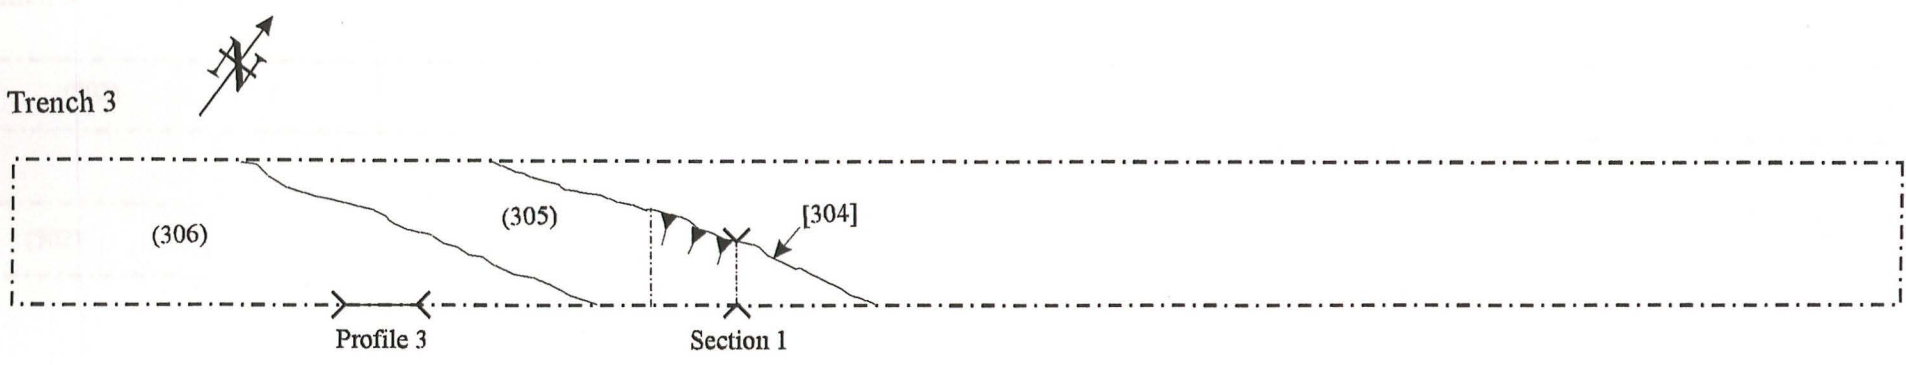 N
Trench 3
(305)
[304]
(306)
Profile 3
Section 1